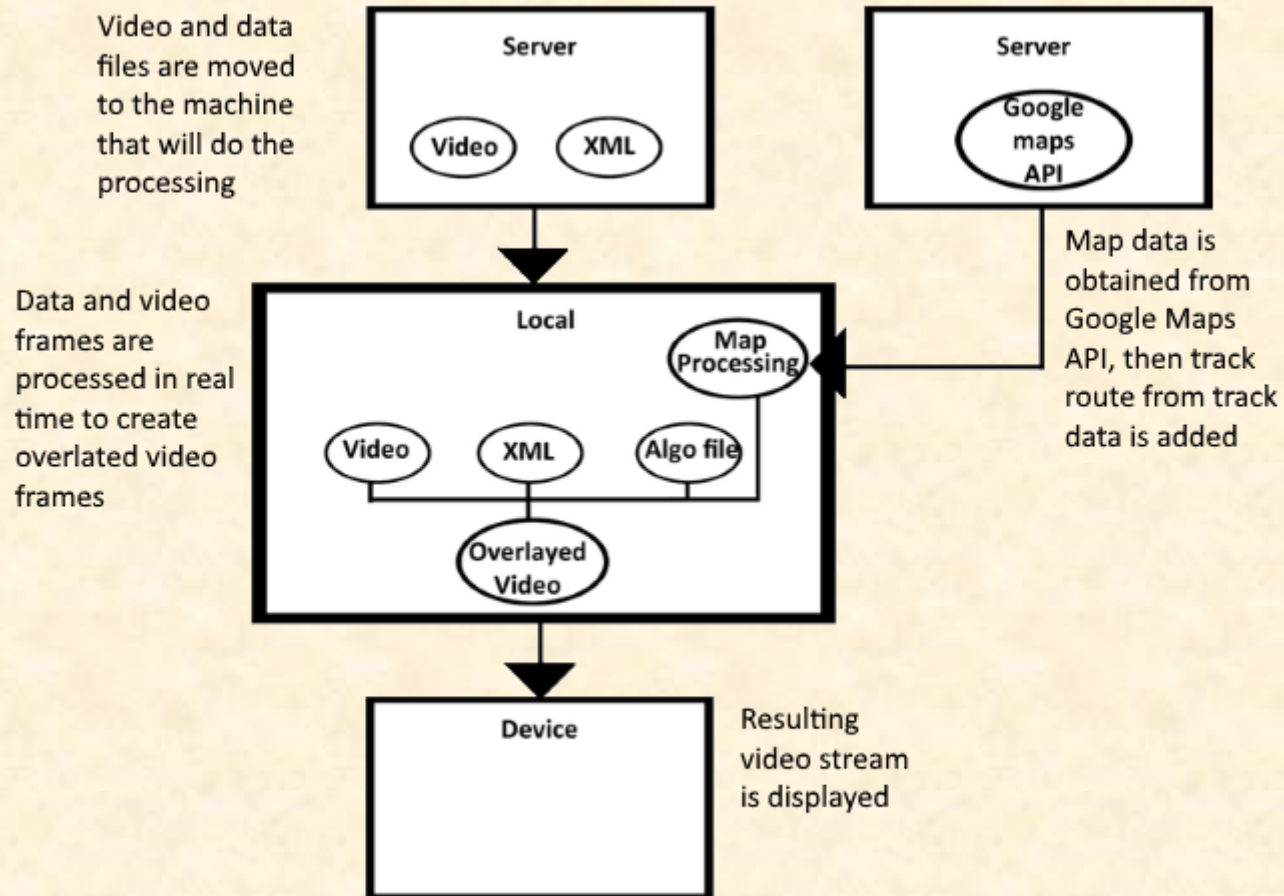 Video and data
files are moved
to the machine
that will do the
processing
Server
Video
XML
Server
Google
maps
API
Map data is
obtained from
Google Maps
API, then track
route from track
data is added
Data and video
frames are
processed in real
time to create
overlated video
frames
Local
Map
Processing
Video
XML
Algo file
Overlayed
Video
Device
Resulting
video stream
is displayed